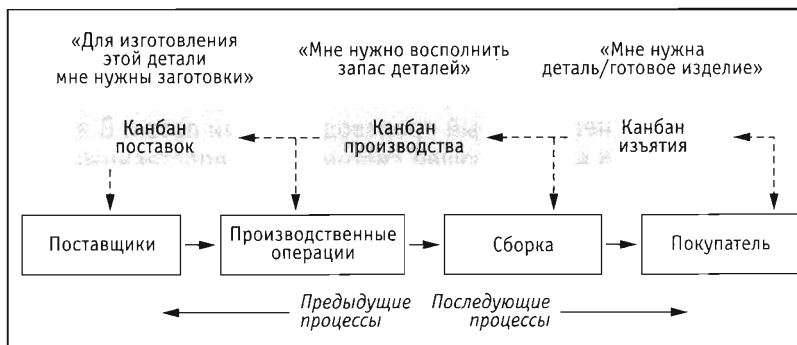 «Для изготовления
этой детали
мне нужны заготовки»
«Мне нужно восполнить
запас деталей»
«Мне нужна
деталь/готовое изделие»
Канбан
поставок
Канбан
производства
Канбан
изъятия
Поставщики
Производственные
операции
Сборка
Покупатель
Предыдущие
процессы
Последующие
процессы